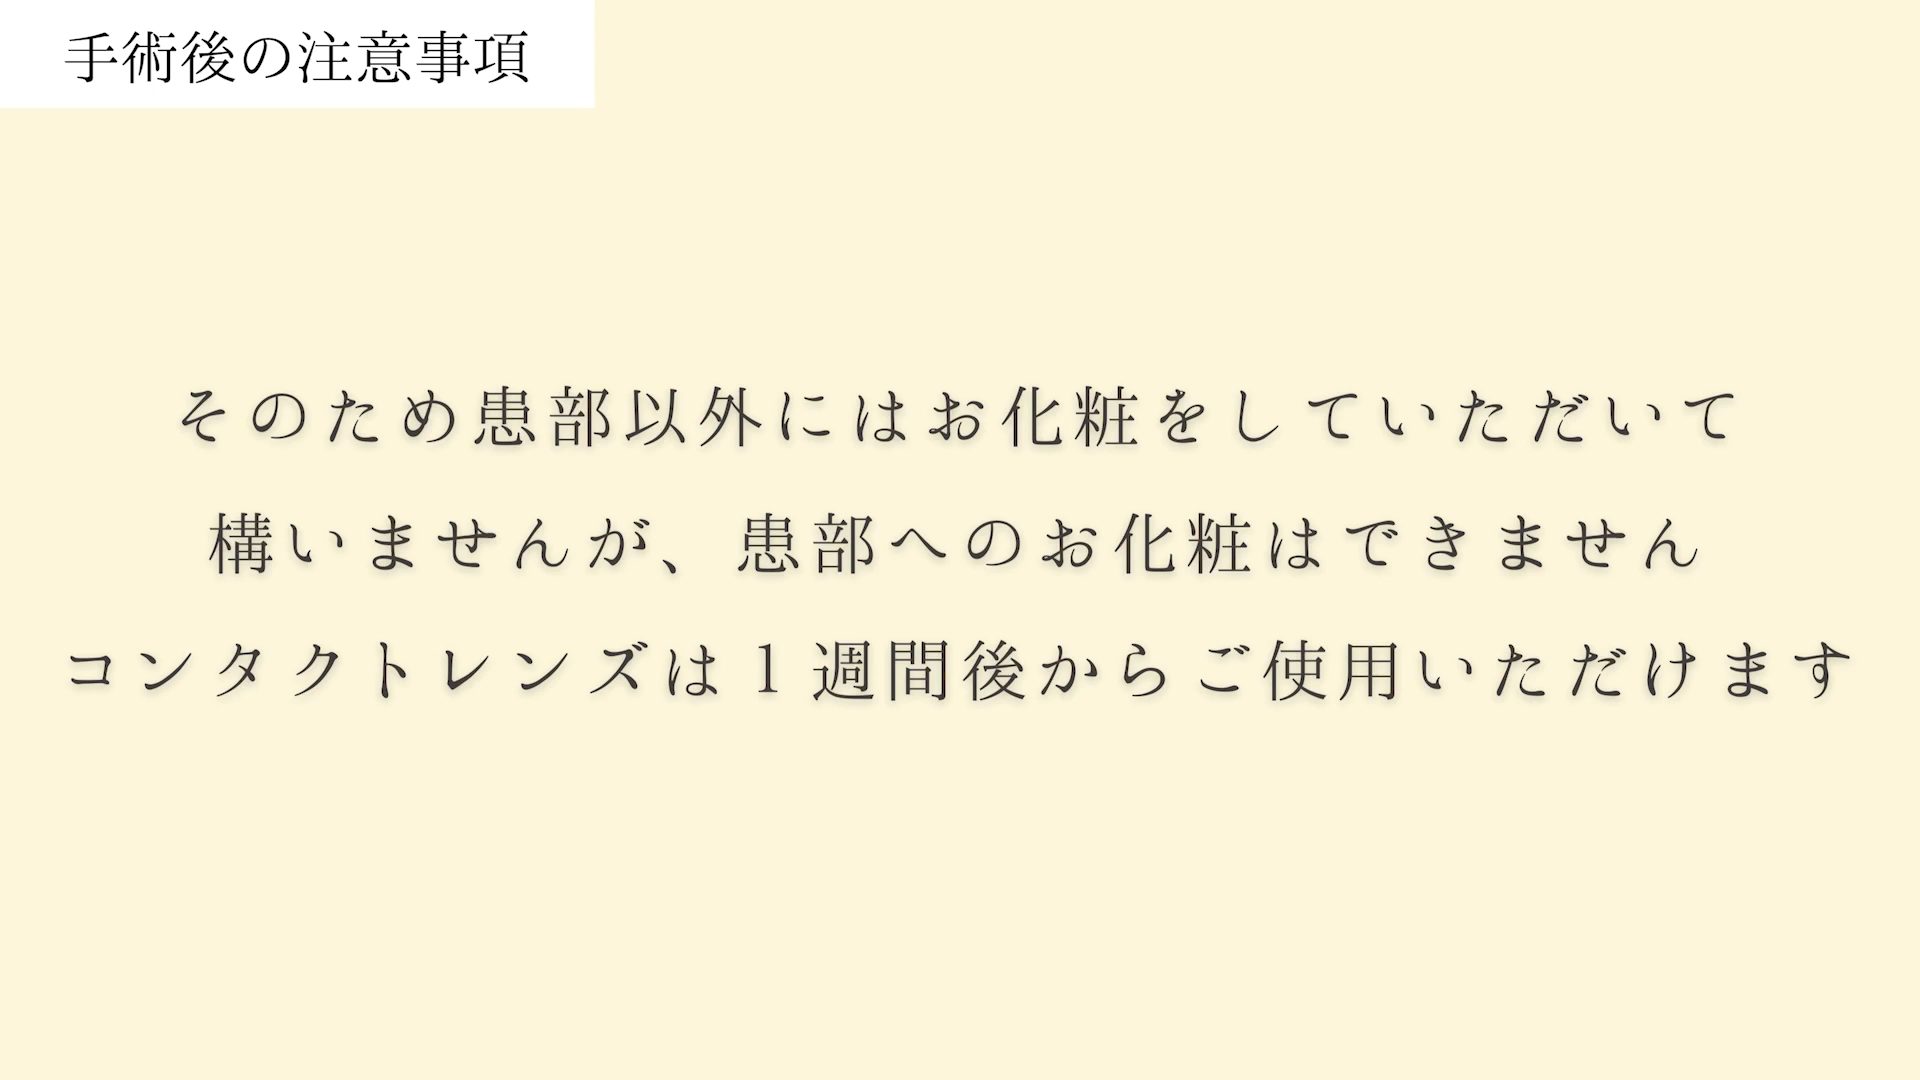 手術後の注意事項
そのため患部以外にはお化粧をしていただいて
構いませんが、患部へのお化粧はできません
コンタクトレンズは１週間後からご使用いただけます